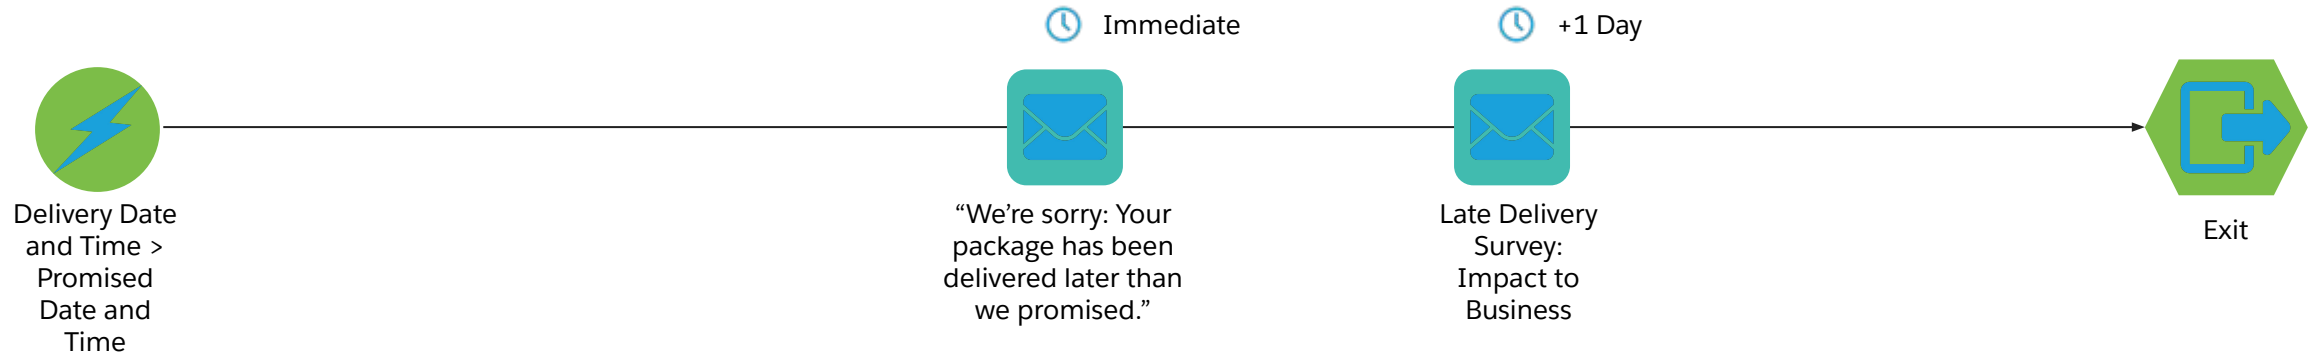 Immediate
+1 Day
Delivery Date
and Time >
Promised
Date and
Time
“We’re sorry: Your
package has been
delivered later than
we promised.”
Late Delivery
Survey:
Impact to
Business
Exit